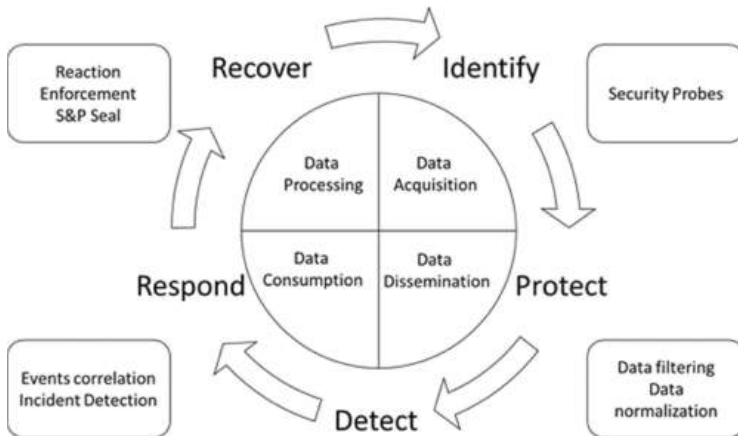 Recover
Identify
Reaction
Enforcement
S&P Seal
Security Probes
Data
Processing
Data
Acquisition
Data
Consumption
Data
Dissemination
Respond
Protect
Events correlation
Incident Detection
Data filtering
Data
normalization
Detect